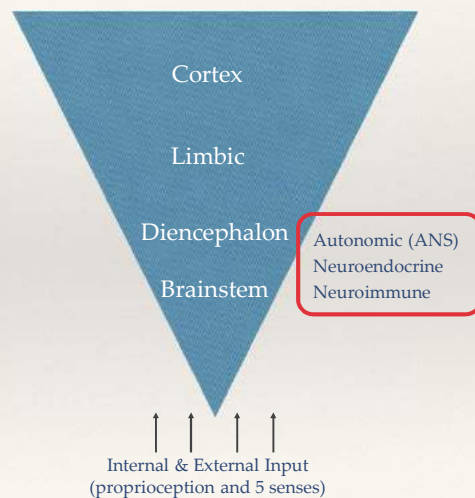 Cortex
Limbic
Diencephalon
Brainstem
Autonomic (ANS)
Neuroendocrine
Neuroimmune
Internal & External Input
(proprioception and 5 senses)